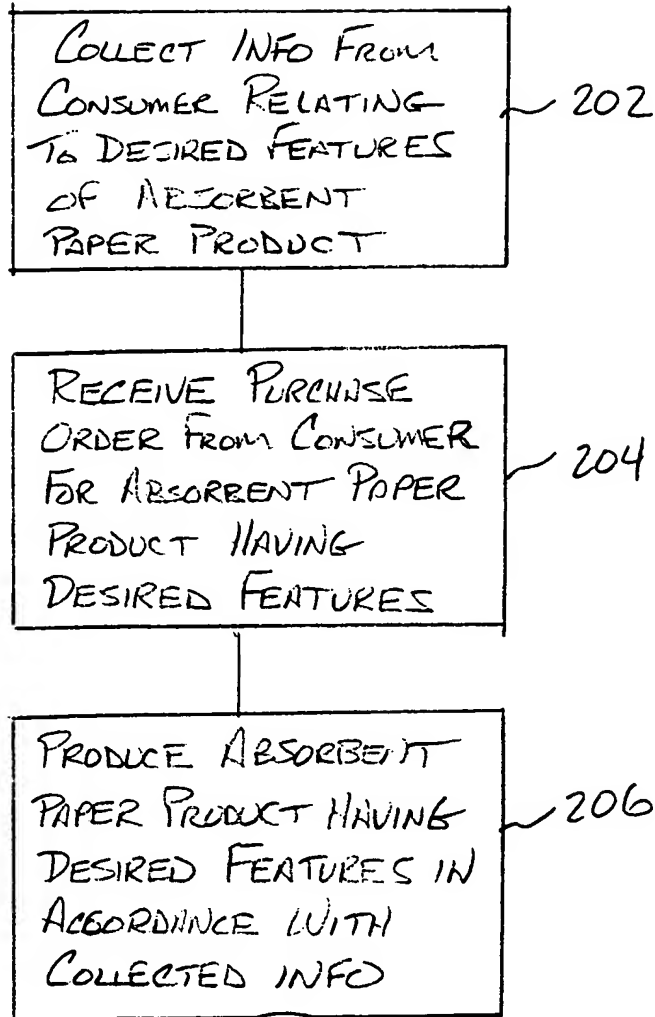 COLLECT INFO FROM
CONSUMER RELATING
TO DESIRED FEATURES
OF ABSORBENT
PAPER PRODUCT
202
RECEIVE PURCHASE
ORDER FROM CONSUMER
FOR ABSORBENT PAPER
PRODUCT HAVING
DESIRED FEATURES
204
PRODUCE ABSORBENT
PAPER PRODUCT HAVING
DESIRED FEATURES IN
ACCORDANCE WITH
COLLECTED INFO
206